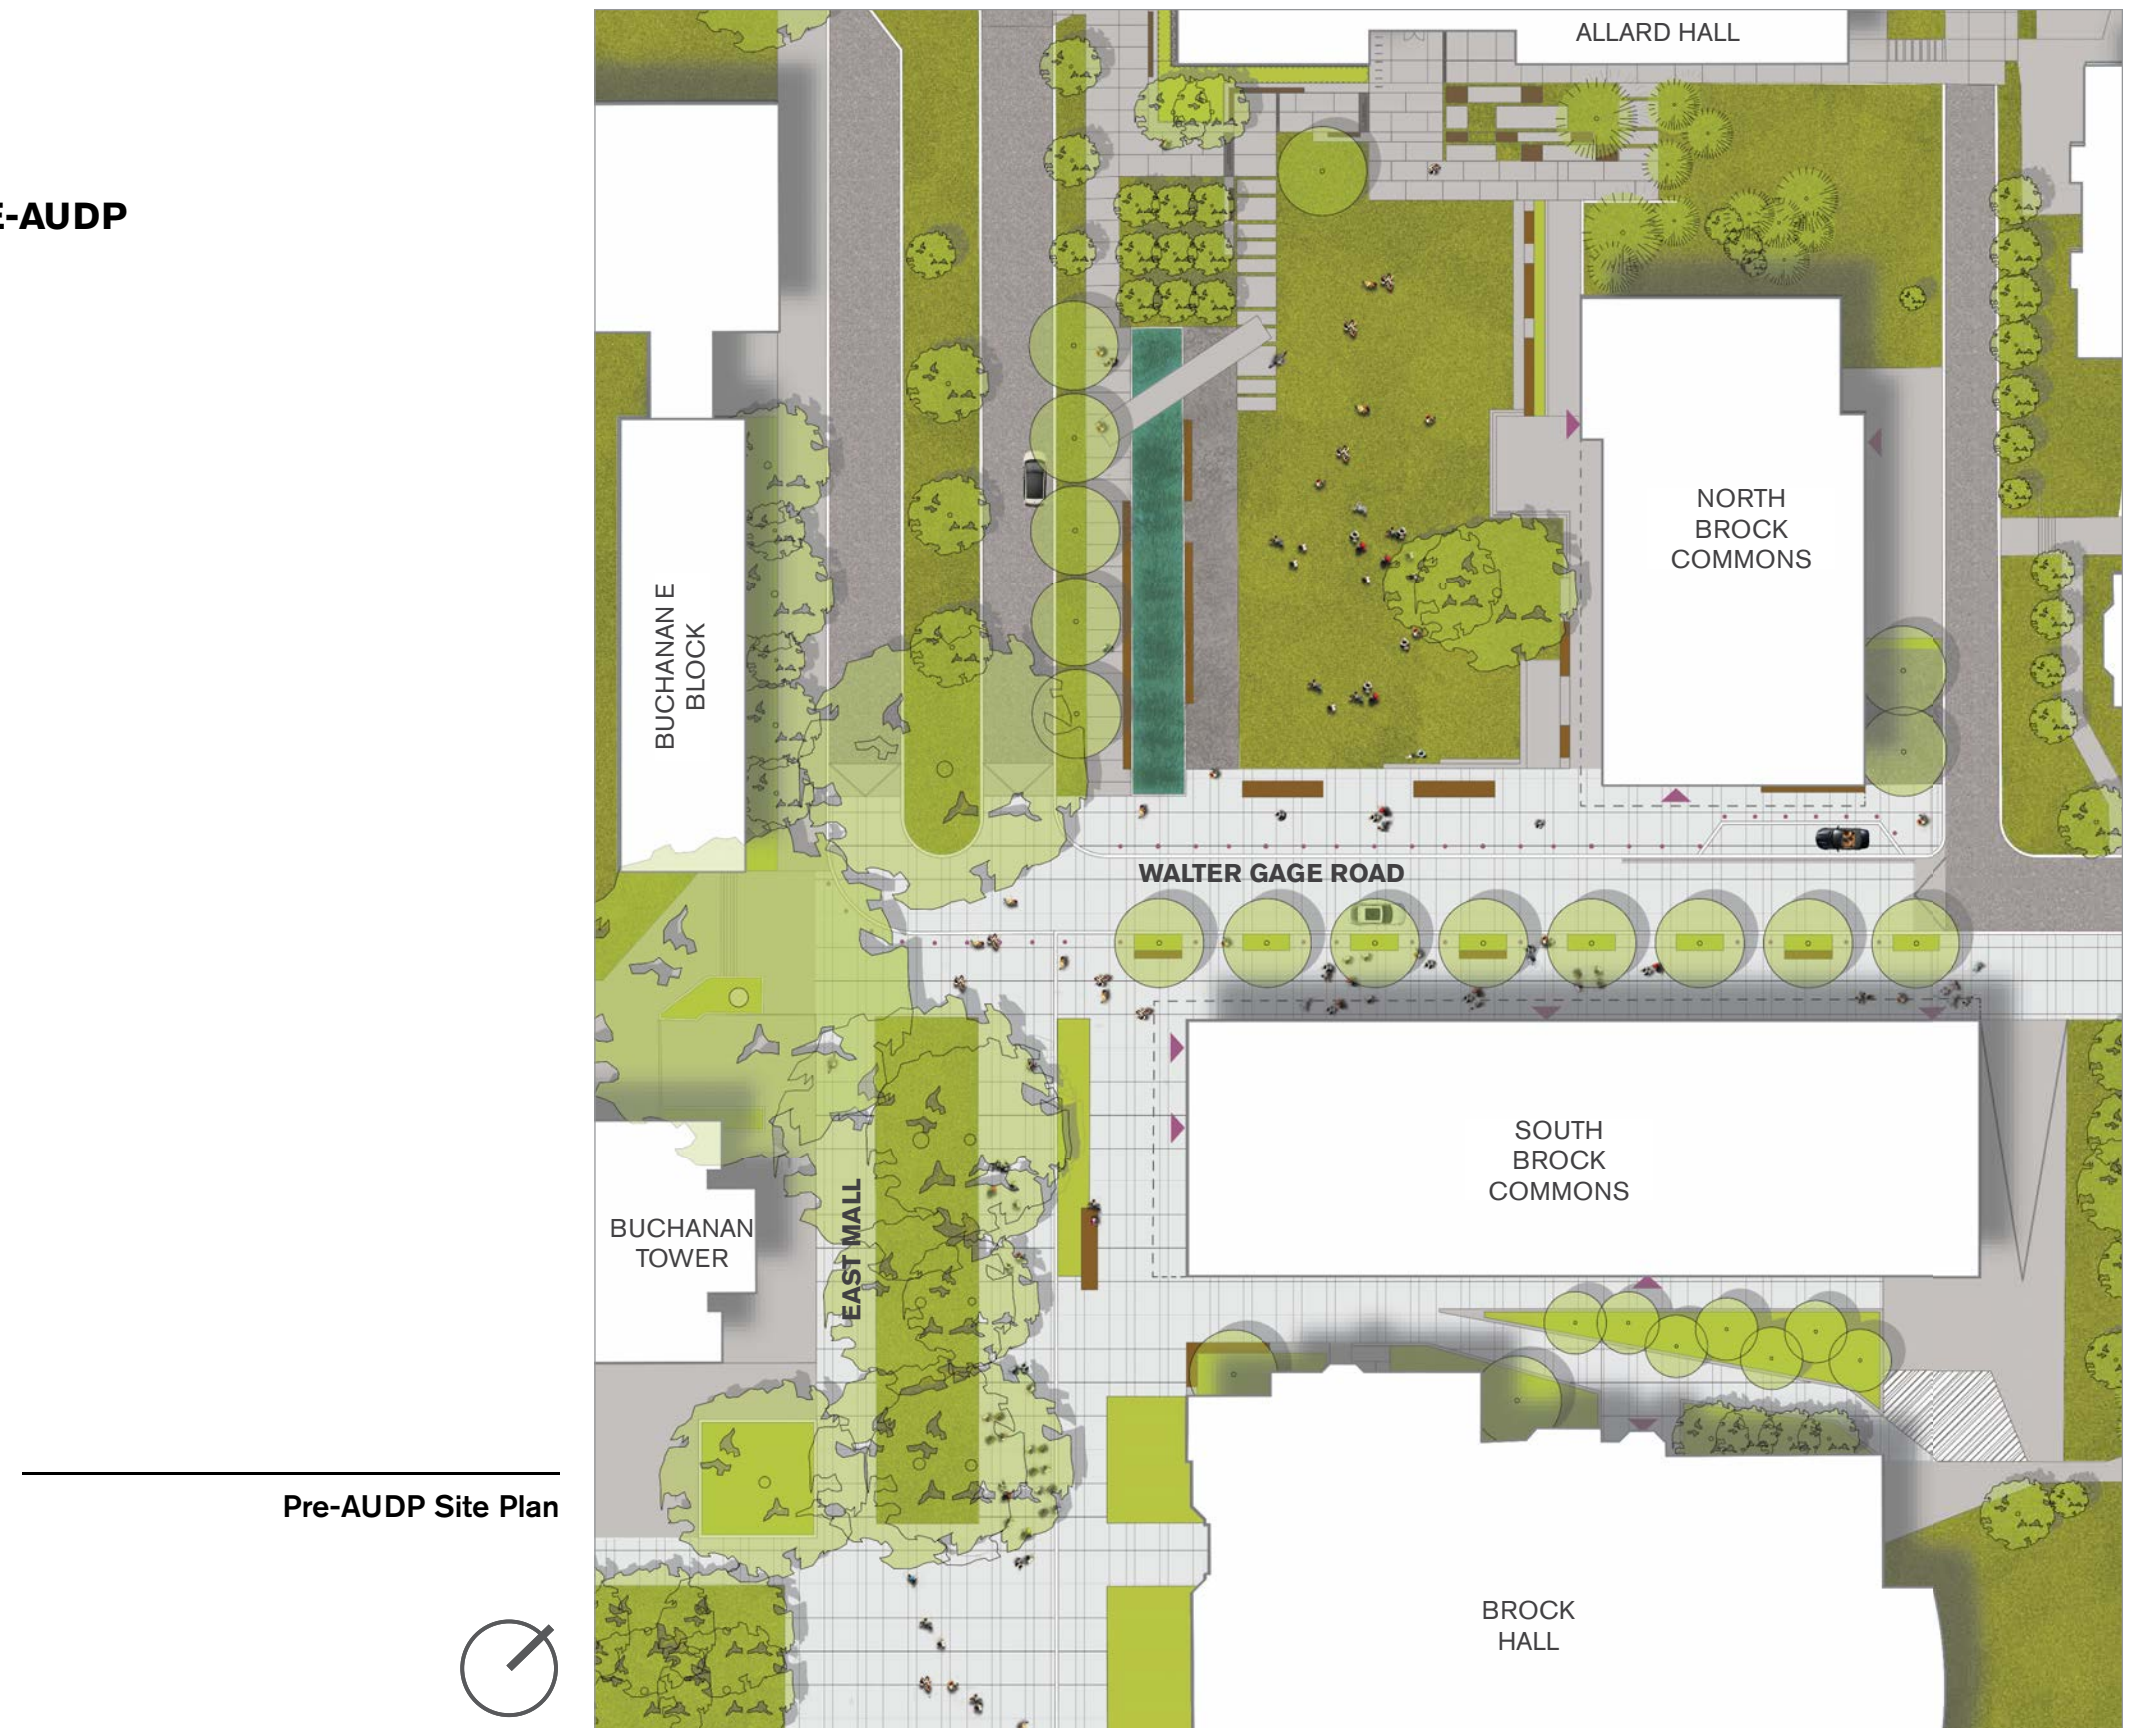 E-AUDP
ALLARD HALL
NORTH
BROCK
COMMONS
BUCHANAN E
BLOCK
WALTER GAGE ROAD
SOUTH
BROCK
COMMONS
BUCHANAN
TOWER
EAST MALL
Pre-AUDP Site Plan
BROCK
HALL